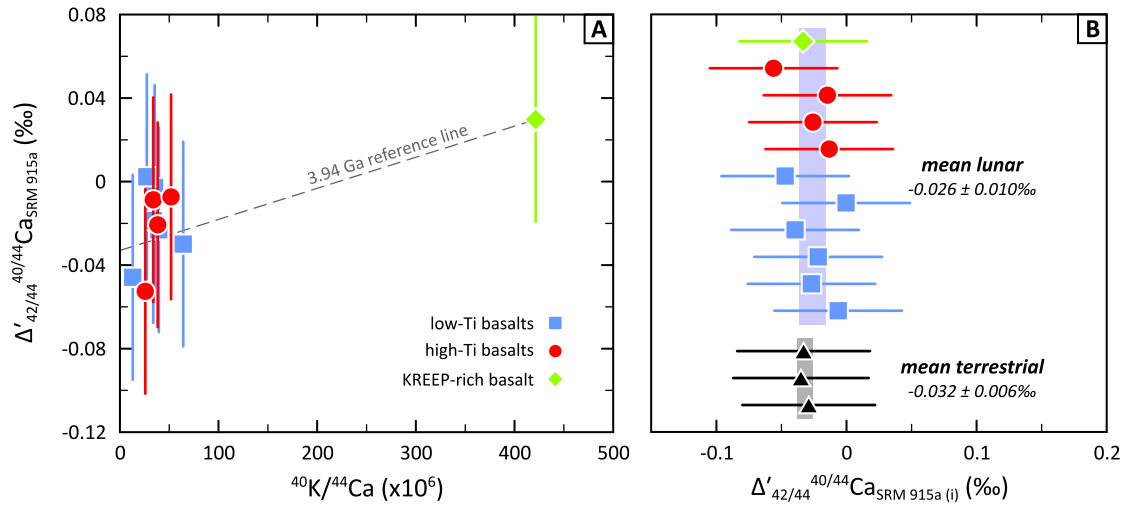 A
0.08
0.04
0
-0.04
-0.08
-0.12
Δ′42/44 40/44CaSRM 915a (‰)
3.94 Ga reference line
low-Ti basalts
high-Ti basalts
KREEP-rich basalt
0 100 200 300 400 500
40K/44Ca (x10⁶)
B
mean lunar
-0.026 ± 0.010‰
mean terrestrial
-0.032 ± 0.006‰
-0.1 0 0.1 0.2
Δ′42/44 40/44CaSRM 915a (i) (‰)